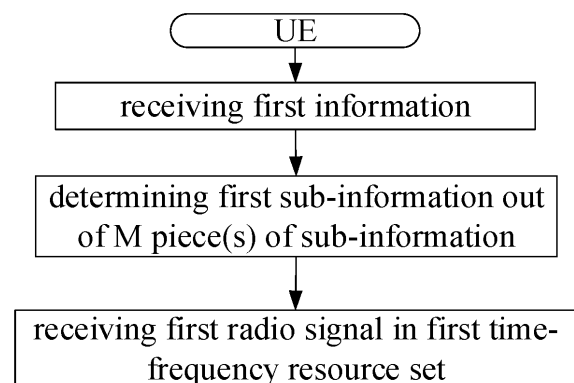 UE
receiving first information
determining first sub-information out
of M piece(s) of sub-information
receiving first radio signal in first time-
frequency resource set